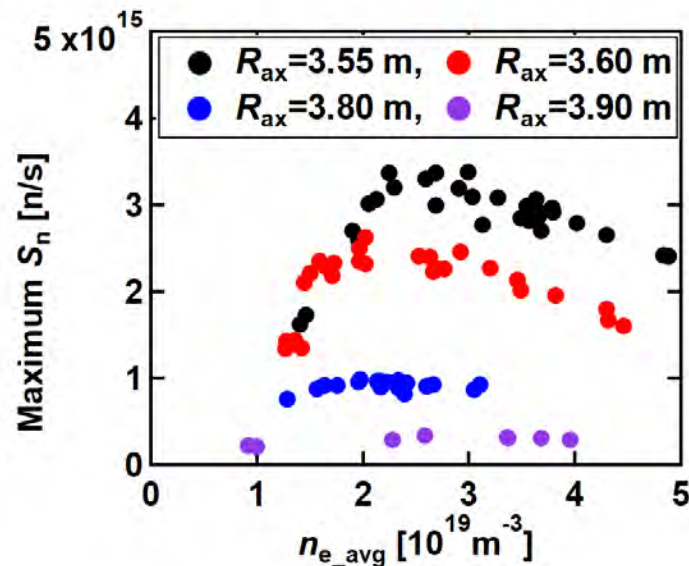 5 x10^15
R_ax=3.55 m, R_ax=3.60 m
R_ax=3.80 m, R_ax=3.90 m
4
3
2
1
0
Maximum S_n [n/s]
0 1 2 3 4 5
n_e_avg [10^19 m^-3]